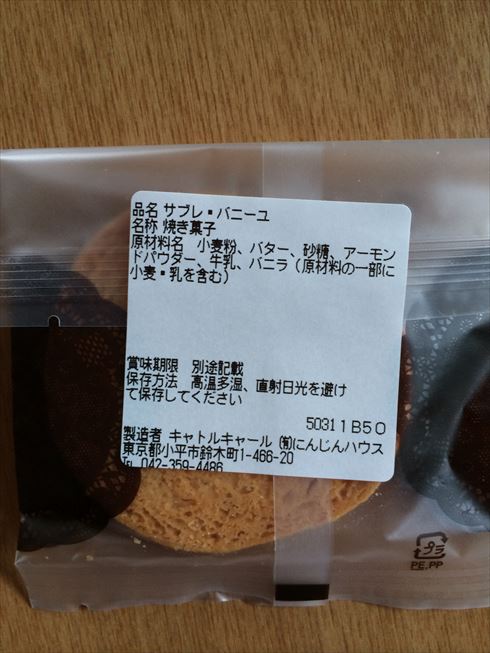 品名 サブレ・バニーユ
名称 焼き菓子
原材料名 小麦粉、バター、砂糖、アーモン
ドパウダー、牛乳、バニラ(原材料の一部に
小麦・乳を含む)
賞味期限 別途記載
保存方法 高温多湿、直射日光を避け
て保存してください
50311B50
製造者 キャトルキャール ㈲にんじんハウス
東京都小平市鈴木町1-466-20
℡ 042-359-4486
プラ
PE,PP